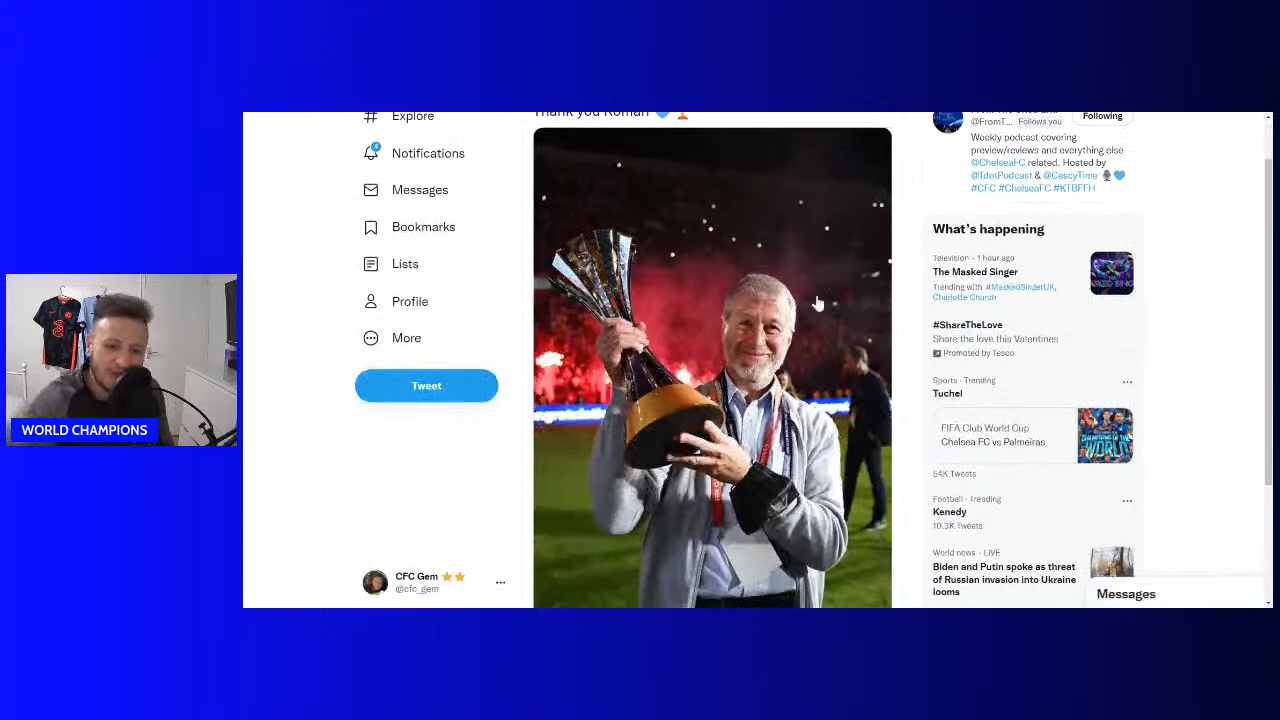 Explore
Notifications
Messages
Bookmarks
Lists
Profile
More
Tweet
CFC Gem
@cfc_gem
Thank you Roman
@FromT... Follows you
Following
Weekly podcast covering
preview/reviews and everything else
@ChelseaFC related. Hosted by
@TdotPodcast & @CescyTime
#CFC #ChelseaFC #KTBFFH
What's happening
Television · 1 hour ago
The Masked Singer
Trending with #MaskedSingerUK,
Charlotte Church
#ShareTheLove
Share the love this Valentines
Promoted by Tesco
Sports · Trending
Tuchel
FIFA Club World Cup
Chelsea FC vs Palmeiras
54K Tweets
Football · Trending
Kenedy
10.3K Tweets
World news · LIVE
Biden and Putin spoke as threat
of Russian invasion into Ukraine
looms
Messages
WORLD CHAMPIONS